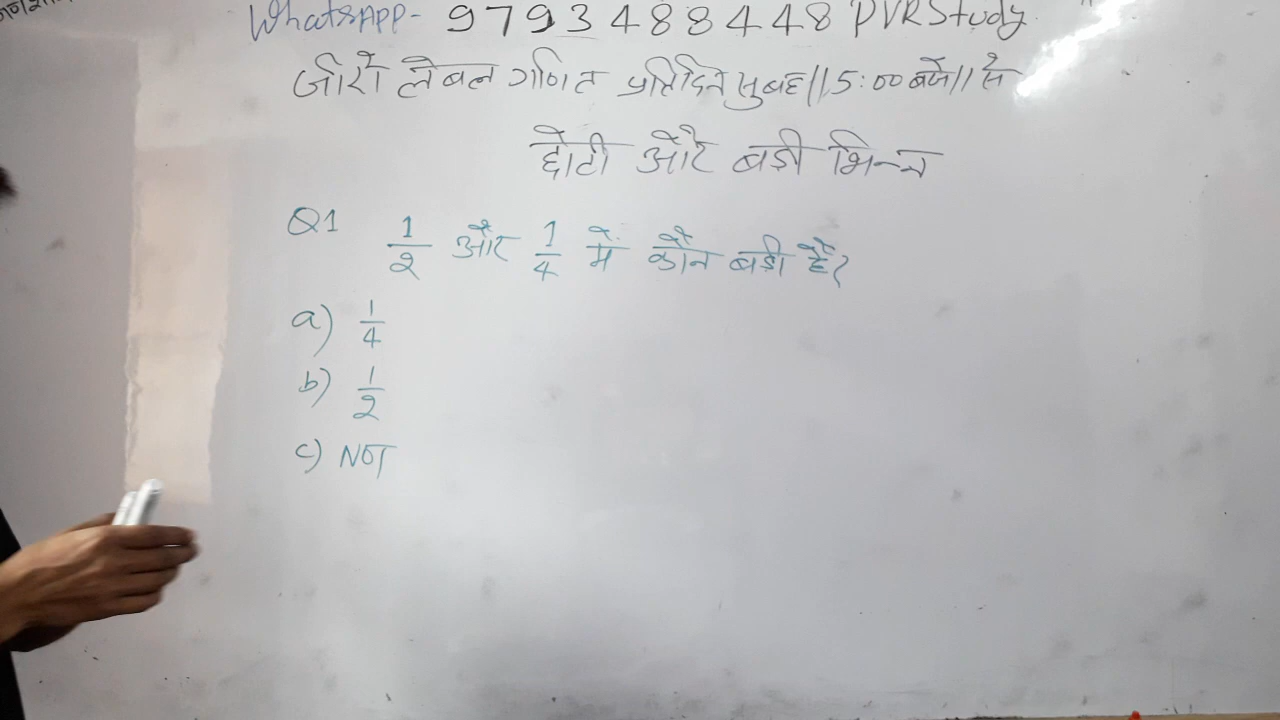 WhatsAPP- 9793488448 PVRStudy
जीरो लेवल गणित प्रतिदिन सुबह//5:00 बजे// से
छोटी और बड़ी भिन्न
Q1 1/2 और 1/4 में कौन बड़ी है?
a) 1/4
b) 1/2
c) NOT